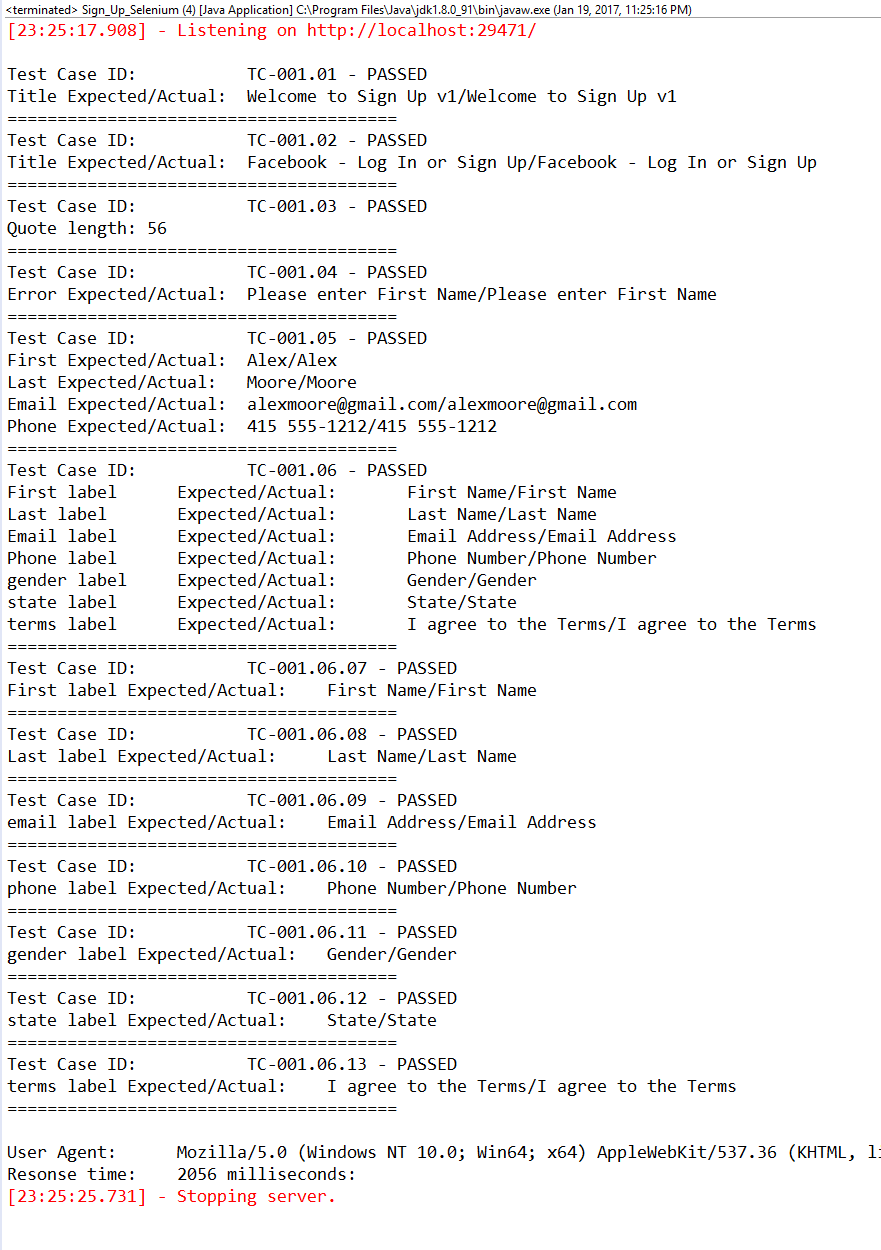 <terminated> Sign_Up_Selenium (4) [Java Application] C:\Program Files\Java\jdk1.8.0_91\bin\javaw.exe (Jan 19, 2017, 11:25:16 PM)
[23:25:17.908] - Listening on http://localhost:29471/
Test Case ID: TC-001.01 - PASSED
Title Expected/Actual: Welcome to Sign Up v1/Welcome to Sign Up v1
=======================================
Test Case ID: TC-001.02 - PASSED
Title Expected/Actual: Facebook - Log In or Sign Up/Facebook - Log In or Sign Up
=======================================
Test Case ID: TC-001.03 - PASSED
Quote length: 56
=======================================
Test Case ID: TC-001.04 - PASSED
Error Expected/Actual: Please enter First Name/Please enter First Name
=======================================
Test Case ID: TC-001.05 - PASSED
First Expected/Actual: Alex/Alex
Last Expected/Actual: Moore/Moore
Email Expected/Actual: alexmoore@gmail.com/alexmoore@gmail.com
Phone Expected/Actual: 415 555-1212/415 555-1212
=======================================
Test Case ID: TC-001.06 - PASSED
First label Expected/Actual: First Name/First Name
Last label Expected/Actual: Last Name/Last Name
Email label Expected/Actual: Email Address/Email Address
Phone label Expected/Actual: Phone Number/Phone Number
gender label Expected/Actual: Gender/Gender
state label Expected/Actual: State/State
terms label Expected/Actual: I agree to the Terms/I agree to the Terms
=======================================
Test Case ID: TC-001.06.07 - PASSED
First label Expected/Actual: First Name/First Name
=======================================
Test Case ID: TC-001.06.08 - PASSED
Last label Expected/Actual: Last Name/Last Name
=======================================
Test Case ID: TC-001.06.09 - PASSED
email label Expected/Actual: Email Address/Email Address
=======================================
Test Case ID: TC-001.06.10 - PASSED
phone label Expected/Actual: Phone Number/Phone Number
=======================================
Test Case ID: TC-001.06.11 - PASSED
gender label Expected/Actual: Gender/Gender
=======================================
Test Case ID: TC-001.06.12 - PASSED
state label Expected/Actual: State/State
=======================================
Test Case ID: TC-001.06.13 - PASSED
terms label Expected/Actual: I agree to the Terms/I agree to the Terms
=======================================
User Agent: Mozilla/5.0 (Windows NT 10.0; Win64; x64) AppleWebKit/537.36 (KHTML,
Resonse time: 2056 milliseconds:
[23:25:25.731] - Stopping server.